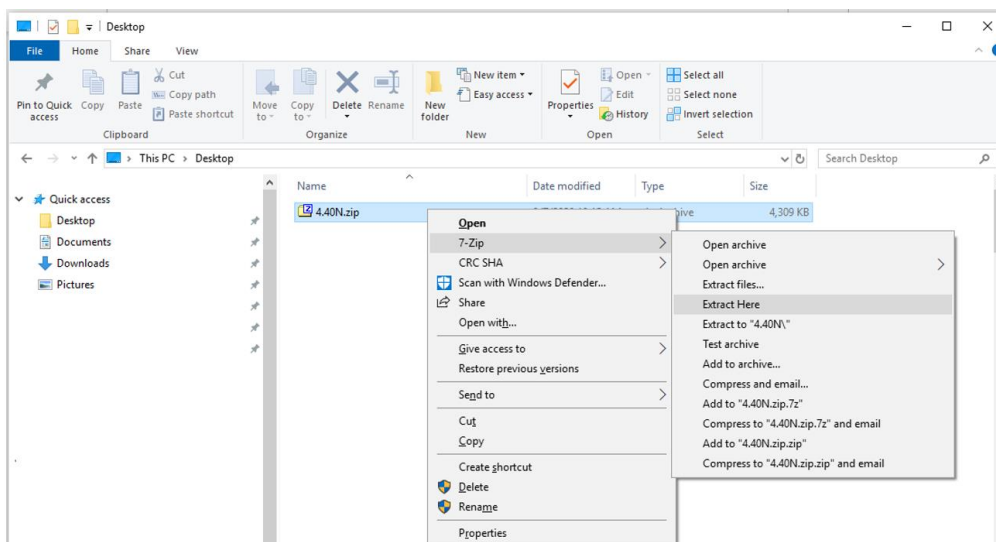 Desktop
File Home Share View
Pin to Quick access
Copy
Paste
Cut
Copy path
Paste shortcut
Clipboard
Move to
Copy to
Delete
Rename
Organize
New folder
New item
Easy access
New
Properties
Open
Edit
History
Open
Select all
Select none
Invert selection
Select
This PC > Desktop
Search Desktop
Quick access
Desktop
Documents
Downloads
Pictures
Name Date modified Type Size
4.40N.zip 4,309 KB
Open
7-Zip
CRC SHA
Scan with Windows Defender...
Share
Open with...
Give access to
Restore previous versions
Send to
Cut
Copy
Create shortcut
Delete
Rename
Properties
Open archive
Open archive
Extract files...
Extract Here
Extract to "4.40N\"
Test archive
Add to archive...
Compress and email...
Add to "4.40N.zip.7z"
Compress to "4.40N.zip.7z" and email
Add to "4.40N.zip.zip"
Compress to "4.40N.zip.zip" and email